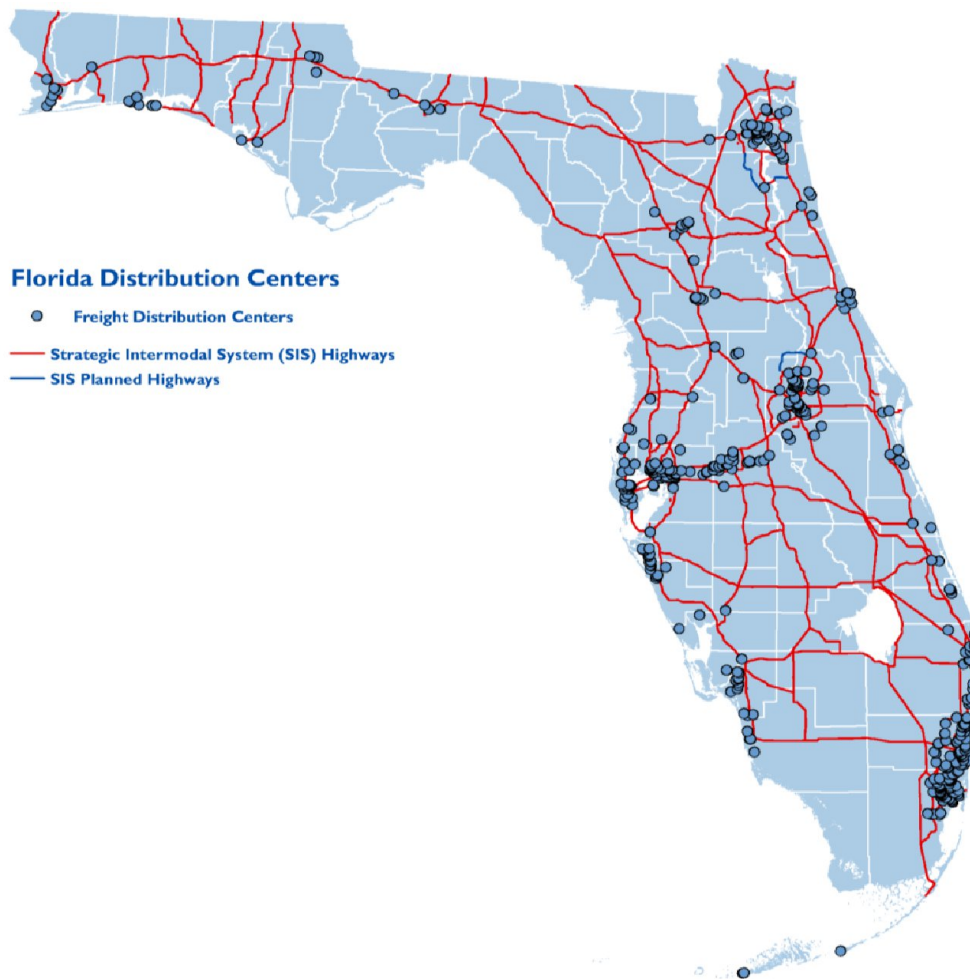 Florida Distribution Centers
Freight Distribution Centers
Strategic Intermodal System (SIS) Highways
SIS Planned Highways